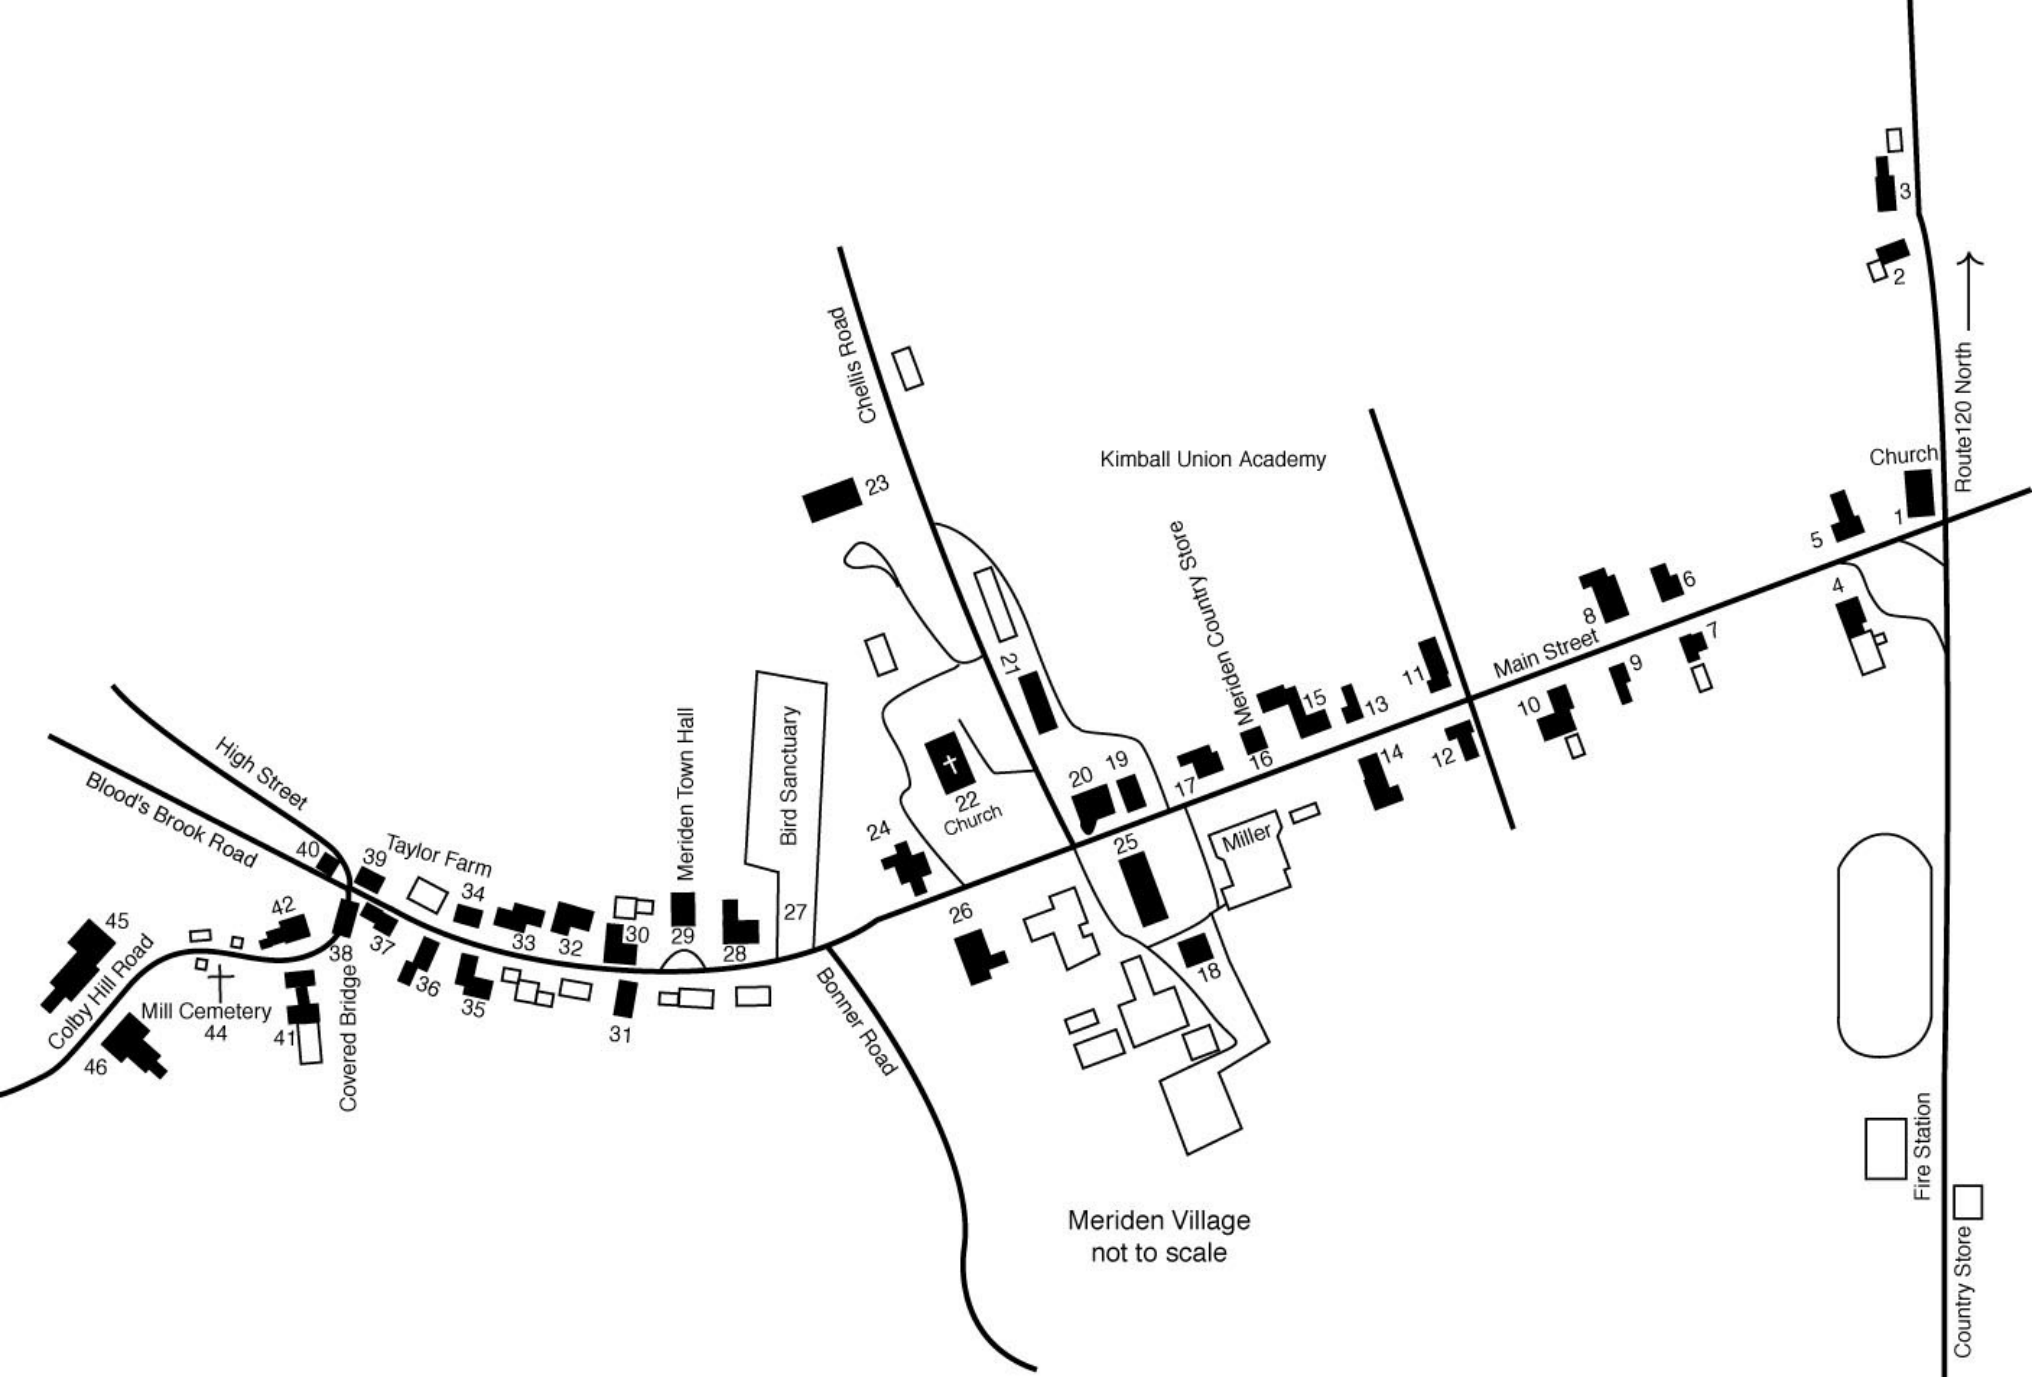 3
2
Route120 North
Church
1
5
4
Chellis Road
Kimball Union Academy
23
Meriden Country Store
6
8
7
Main Street
9
10
11
12
13
15
14
16
17
21
19
20
22
Church
24
25
Miller
18
26
Bird Sanctuary
27
Meriden Town Hall
28
29
30
31
32
33
34
35
36
37
Taylor Farm
High Street
Blood's Brook Road
39
40
38
Covered Bridge
42
41
45
Colby Hill Road
Mill Cemetery
44
46
Bonner Road
Meriden Village
not to scale
Fire Station
Country Store